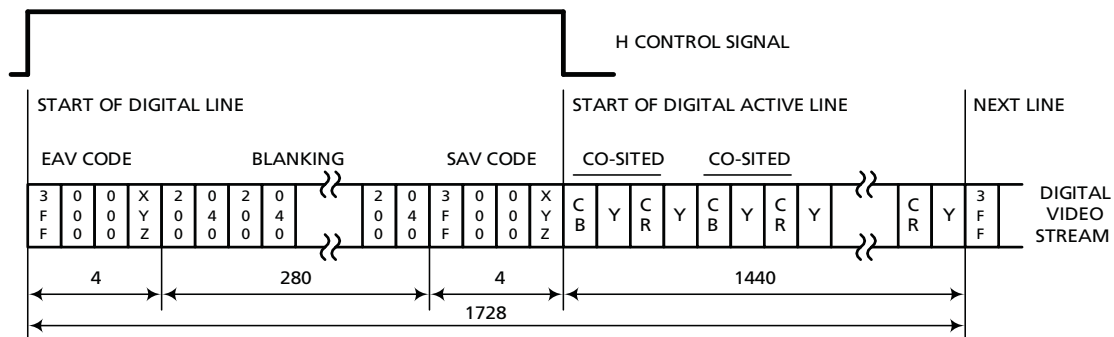 H CONTROL SIGNAL
START OF DIGITAL LINE
START OF DIGITAL ACTIVE LINE
NEXT LINE
EAV CODE
BLANKING
SAV CODE
CO-SITED
CO-SITED
3FF
000
000
XYZ
200
040
200
040
200
040
3FF
000
000
XYZ
CB
Y
CR
Y
CB
Y
CR
Y
CR
Y
3FF
DIGITAL
VIDEO
STREAM
4
280
4
1440
1728